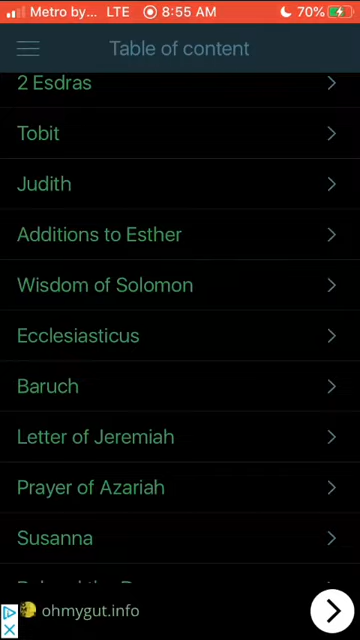 Metro by... LTE 8:55 AM 70%
Table of content
2 Esdras
Tobit
Judith
Additions to Esther
Wisdom of Solomon
Ecclesiasticus
Baruch
Letter of Jeremiah
Prayer of Azariah
Susanna
ohmygut.info